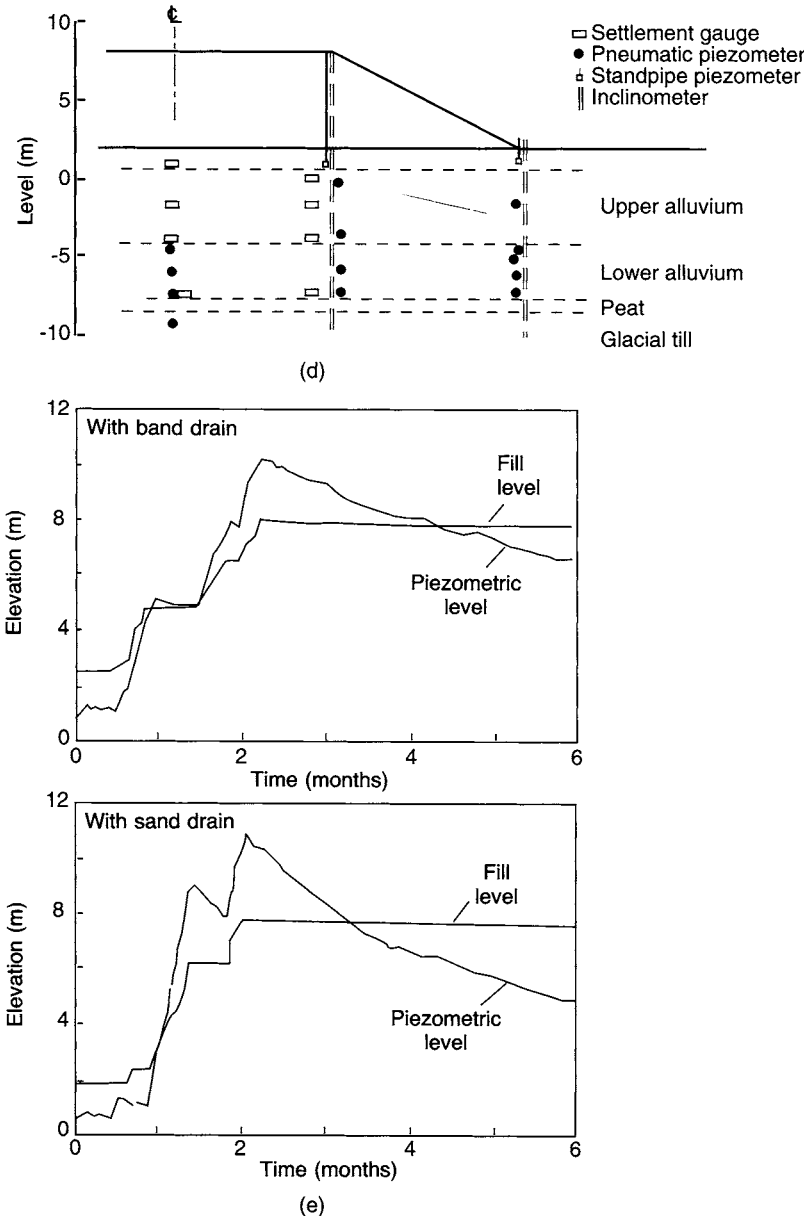 ℄
10
5
0
-5
-10
Level (m)
Settlement gauge
Pneumatic piezometer
Standpipe piezometer
Inclinometer
Upper alluvium
Lower alluvium
Peat
Glacial till
(d)
With band drain
12
8
4
0
Elevation (m)
Fill
level
Piezometric
level
0
2
4
6
Time (months)
With sand drain
12
8
4
0
Elevation (m)
Fill
level
Piezometric
level
0
2
4
6
Time (months)
(e)